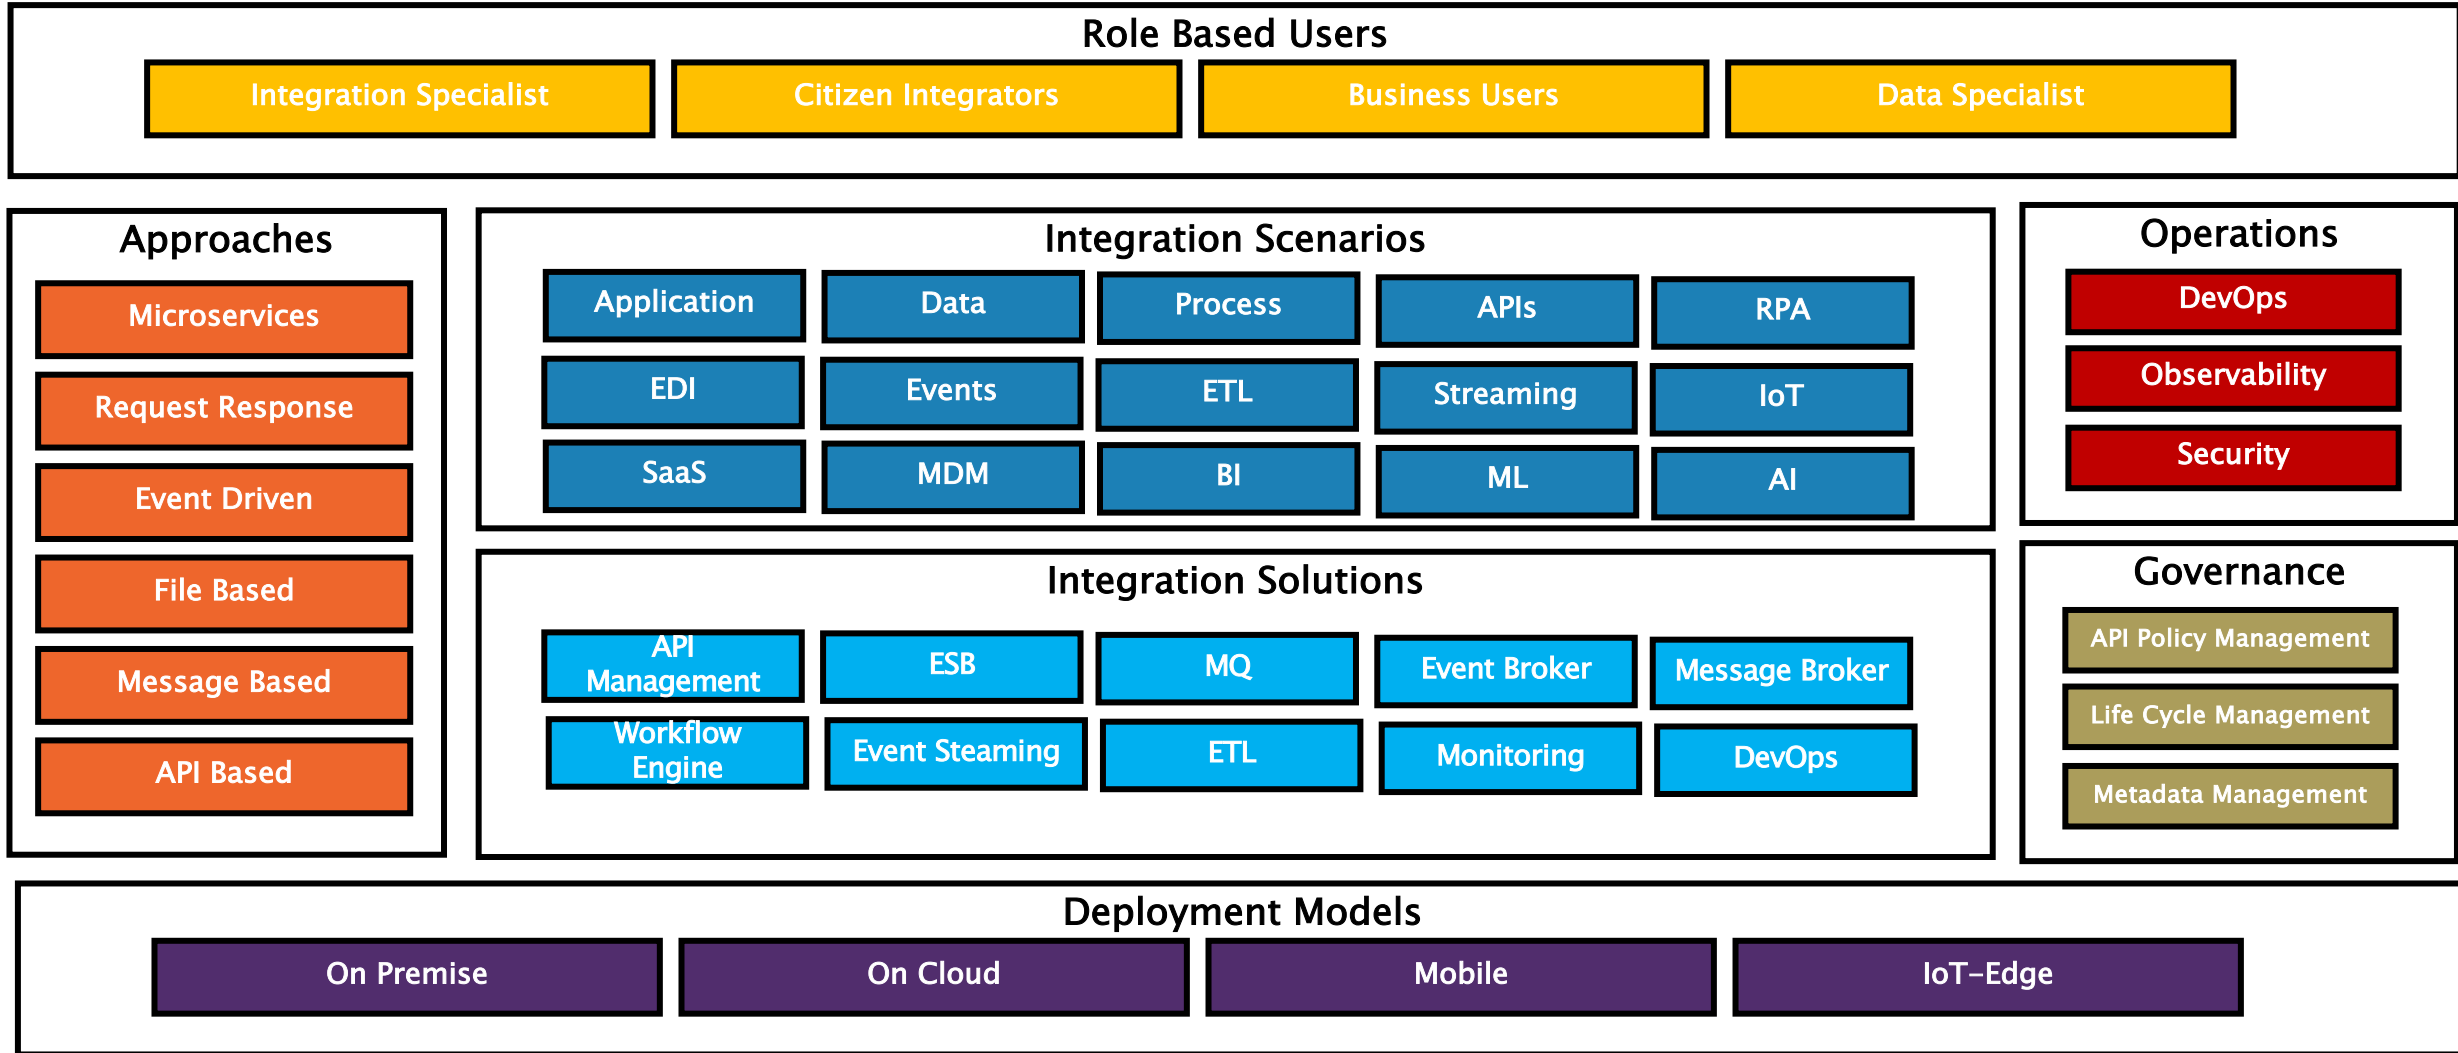 Role Based Users
Integration Specialist
Citizen Integrators
Business Users
Data Specialist
Approaches
Microservices
Request Response
Event Driven
File Based
Message Based
API Based
Integration Scenarios
Application
Data
Process
APIs
RPA
EDI
Events
ETL
Streaming
IoT
SaaS
MDM
BI
ML
AI
Integration Solutions
API
Management
ESB
MQ
Event Broker
Message Broker
Workflow
Engine
Event Steaming
ETL
Monitoring
DevOps
Operations
DevOps
Observability
Security
Governance
API Policy Management
Life Cycle Management
Metadata Management
Deployment Models
On Premise
On Cloud
Mobile
IoT-Edge